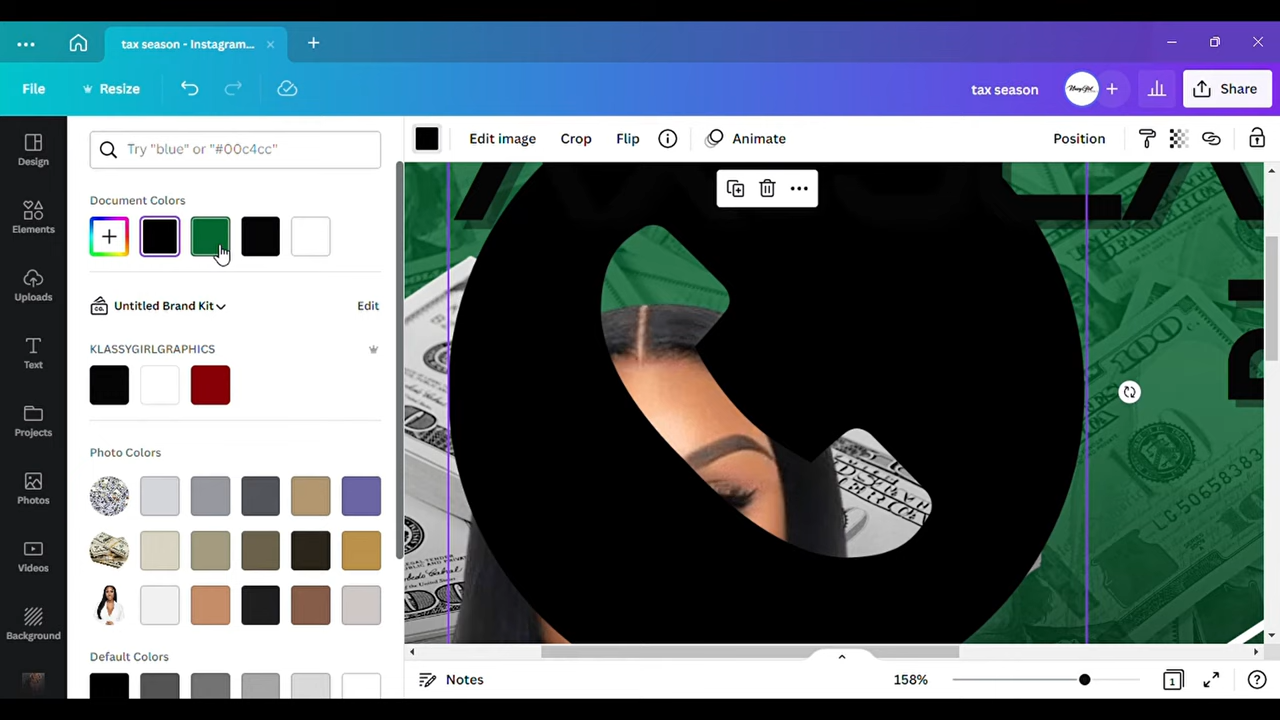 tax season - Instagram...
File
Resize
tax season
Share
Design
Elements
Uploads
Text
Projects
Photos
Videos
Background
Try "blue" or "#00c4cc"
Document Colors
Untitled Brand Kit
Edit
KLASSYGIRLGRAPHICS
Photo Colors
Default Colors
Edit image
Crop
Flip
Animate
Position
Notes
158%
1